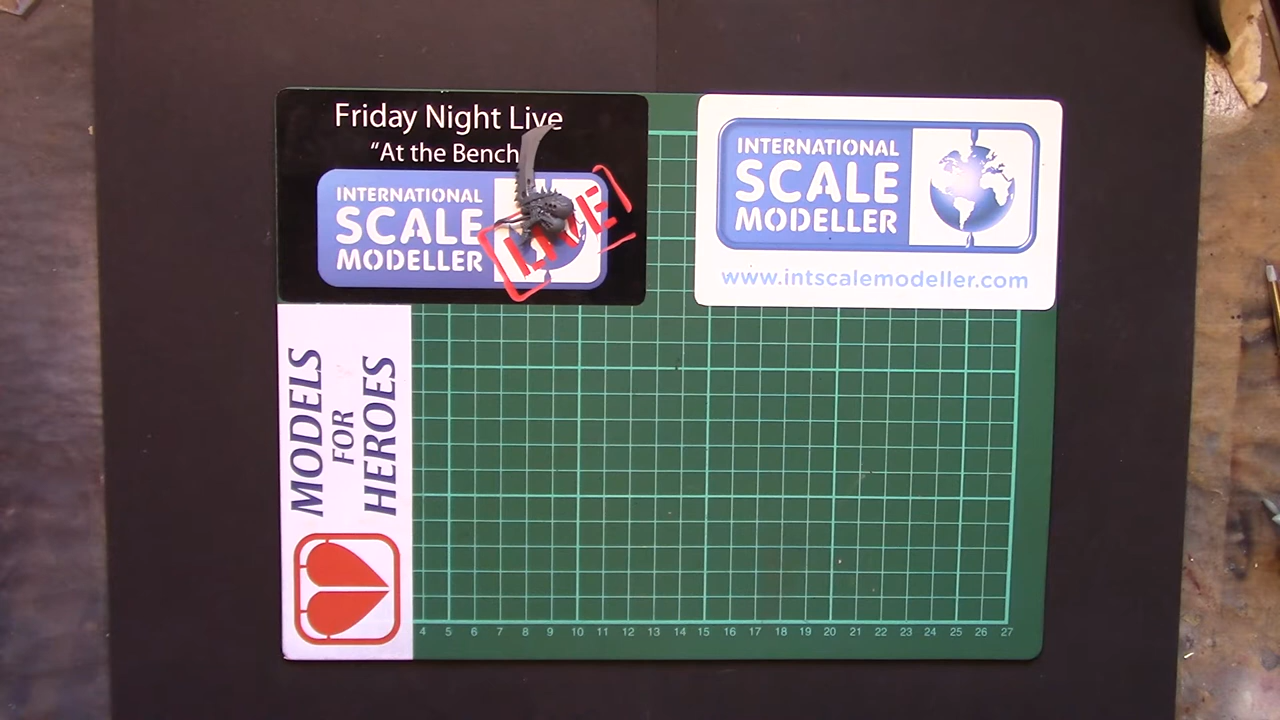 Friday Night Live
"At the Bench
INTERNATIONAL
SCALE
MODELLER
LIVE
INTERNATIONAL
SCALE
MODELLER
www.intscalemodeller.com
MODELS
FOR
HEROES
4 5 6 7 8 9 10 11 12 13 14 15 16 17 18 19 20 21 22 23 24 25 26 27